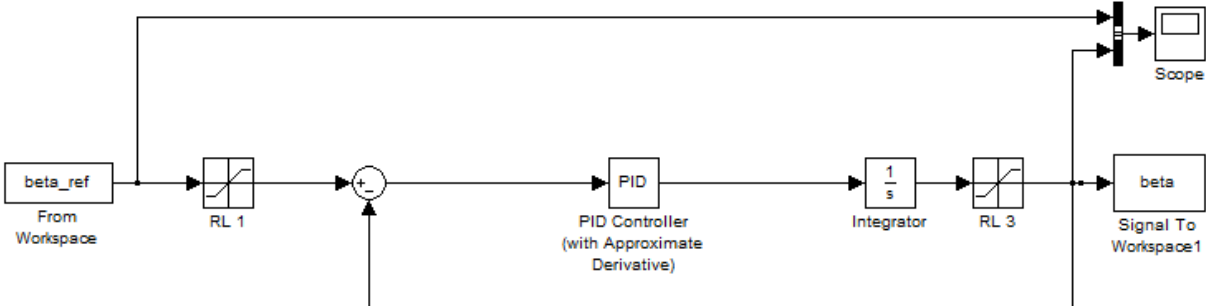 Scope
beta_ref
From
Workspace
RL 1
+
-
PID
PID Controller
(with Approximate
Derivative)
1
s
Integrator
RL 3
beta
Signal To
Workspace1